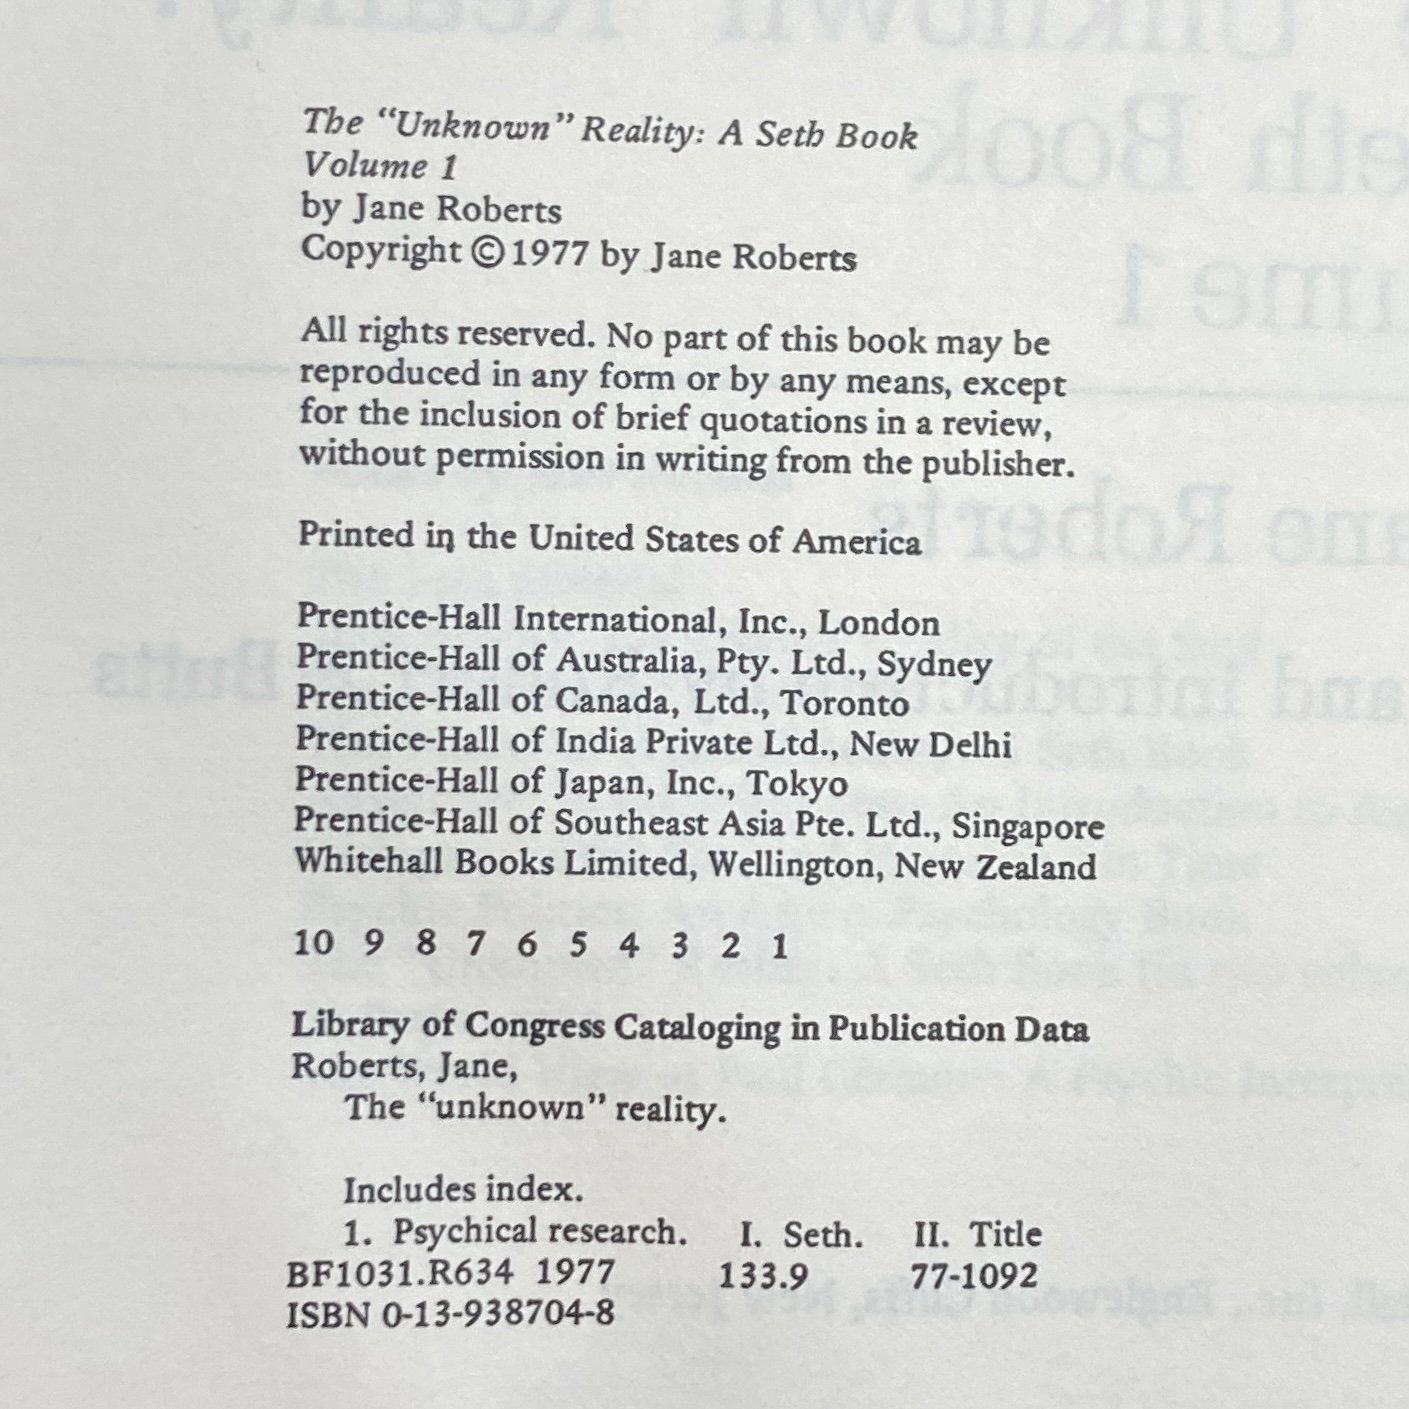 The “Unknown” Reality: A Seth Book
Volume 1
by Jane Roberts
Copyright © 1977 by Jane Roberts
All rights reserved. No part of this book may be
reproduced in any form or by any means, except
for the inclusion of brief quotations in a review,
without permission in writing from the publisher.
Printed in the United States of America
Prentice-Hall International, Inc., London
Prentice-Hall of Australia, Pty. Ltd., Sydney
Prentice-Hall of Canada, Ltd., Toronto
Prentice-Hall of India Private Ltd., New Delhi
Prentice-Hall of Japan, Inc., Tokyo
Prentice-Hall of Southeast Asia Pte. Ltd., Singapore
Whitehall Books Limited, Wellington, New Zealand
10 9 8 7 6 5 4 3 2 1
Library of Congress Cataloging in Publication Data
Roberts, Jane,
The “unknown” reality.
Includes index.
1. Psychical research. I. Seth. II. Title
BF1031.R634 1977 133.9 77-1092
ISBN 0-13-938704-8